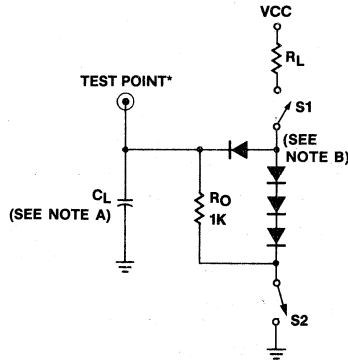 VCC
RL
TEST POINT*
S1
(SEE
NOTE B)
CL
(SEE NOTE A)
RO
1K
S2